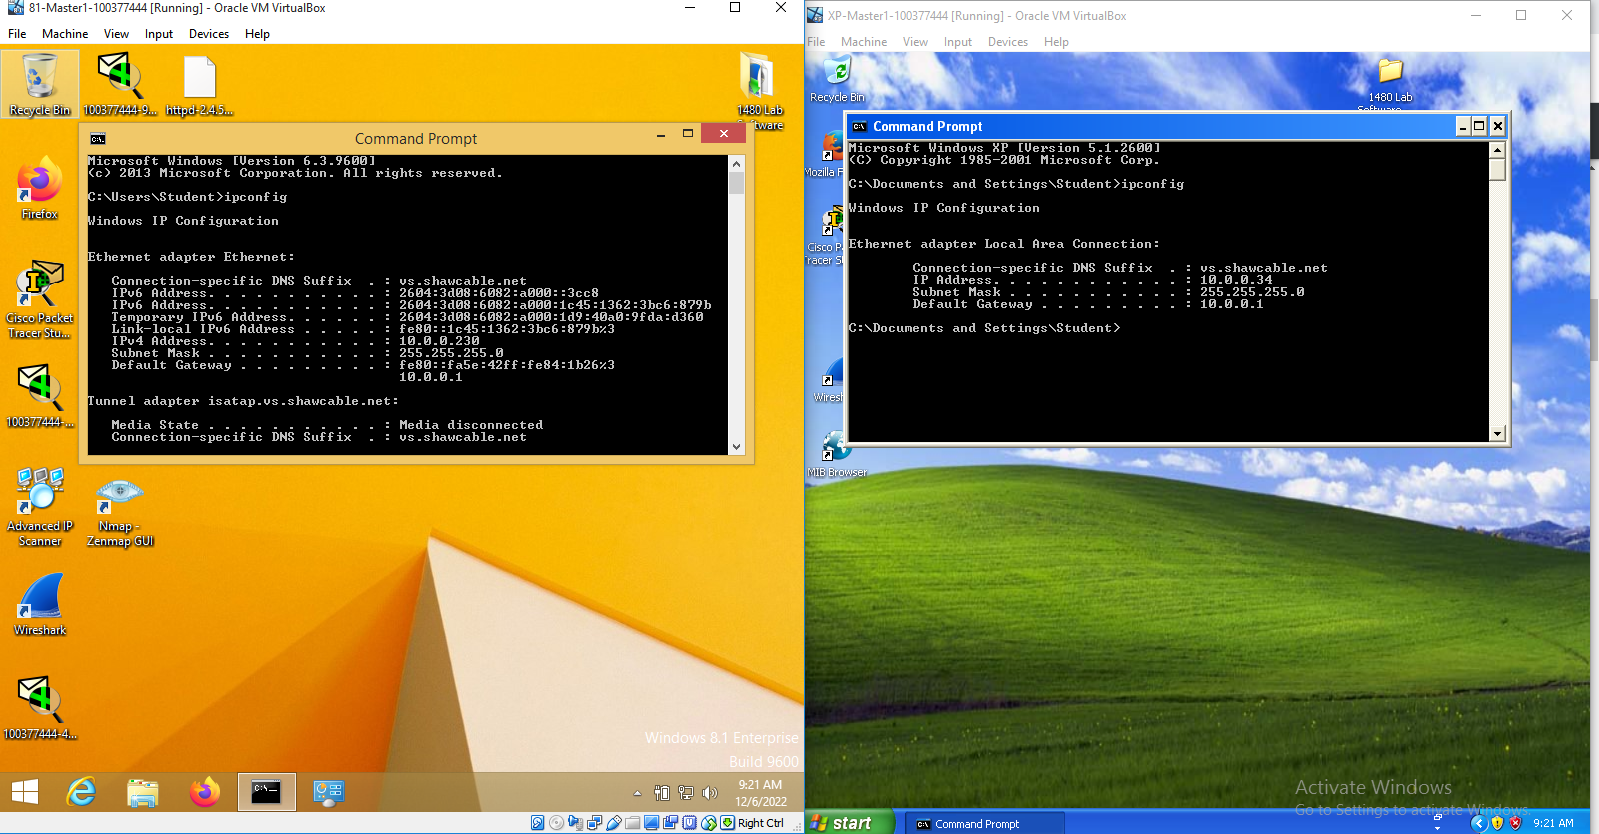 81-Master1-100377444 [Running] - Oracle VM VirtualBox
File Machine View Input Devices Help
Recycle Bin
100377444-9...
httpd-2.4.5...
1480 Lab
Software
Firefox
Cisco Packet
Tracer Stu...
100377444-...
Advanced IP
Scanner
Nmap -
Zenmap GUI
Wireshark
100377444-4...
Command Prompt
Microsoft Windows [Version 6.3.9600]
(c) 2013 Microsoft Corporation. All rights reserved.
C:\Users\Student>ipconfig
Windows IP Configuration
Ethernet adapter Ethernet:
Connection-specific DNS Suffix . : vs.shawcable.net
IPv6 Address. . . . . . . . . . . : 2604:3d08:6082:a000::3cc8
IPv6 Address. . . . . . . . . . . : 2604:3d08:6082:a000:1c45:1362:3bc6:879b
Temporary IPv6 Address. . . . . . : 2604:3d08:6082:a000:1d9:40a0:9fda:d360
Link-local IPv6 Address . . . . . : fe80::1c45:1362:3bc6:879b%3
IPv4 Address. . . . . . . . . . . : 10.0.0.230
Subnet Mask . . . . . . . . . . . : 255.255.255.0
Default Gateway . . . . . . . . . : fe80::fa5e:42ff:fe84:1b26%3
10.0.0.1
Tunnel adapter isatap.vs.shawcable.net:
Media State . . . . . . . . . . . : Media disconnected
Connection-specific DNS Suffix . : vs.shawcable.net
Windows 8.1 Enterprise
Build 9600
9:21 AM
12/6/2022
Right Ctrl
XP-Master1-100377444 [Running] - Oracle VM VirtualBox
File Machine View Input Devices Help
Recycle Bin
1480 Lab
Software
Mozilla F
Cisco P
Tracer S
Wiresh
MIB Browser
Command Prompt
Microsoft Windows XP [Version 5.1.2600]
(C) Copyright 1985-2001 Microsoft Corp.
C:\Documents and Settings\Student>ipconfig
Windows IP Configuration
Ethernet adapter Local Area Connection:
Connection-specific DNS Suffix . : vs.shawcable.net
IP Address. . . . . . . . . . . . : 10.0.0.34
Subnet Mask . . . . . . . . . . . : 255.255.255.0
Default Gateway . . . . . . . . . : 10.0.0.1
C:\Documents and Settings\Student>
Activate Windows
Go to Settings to activate Windows.
start
Command Prompt
9:21 AM